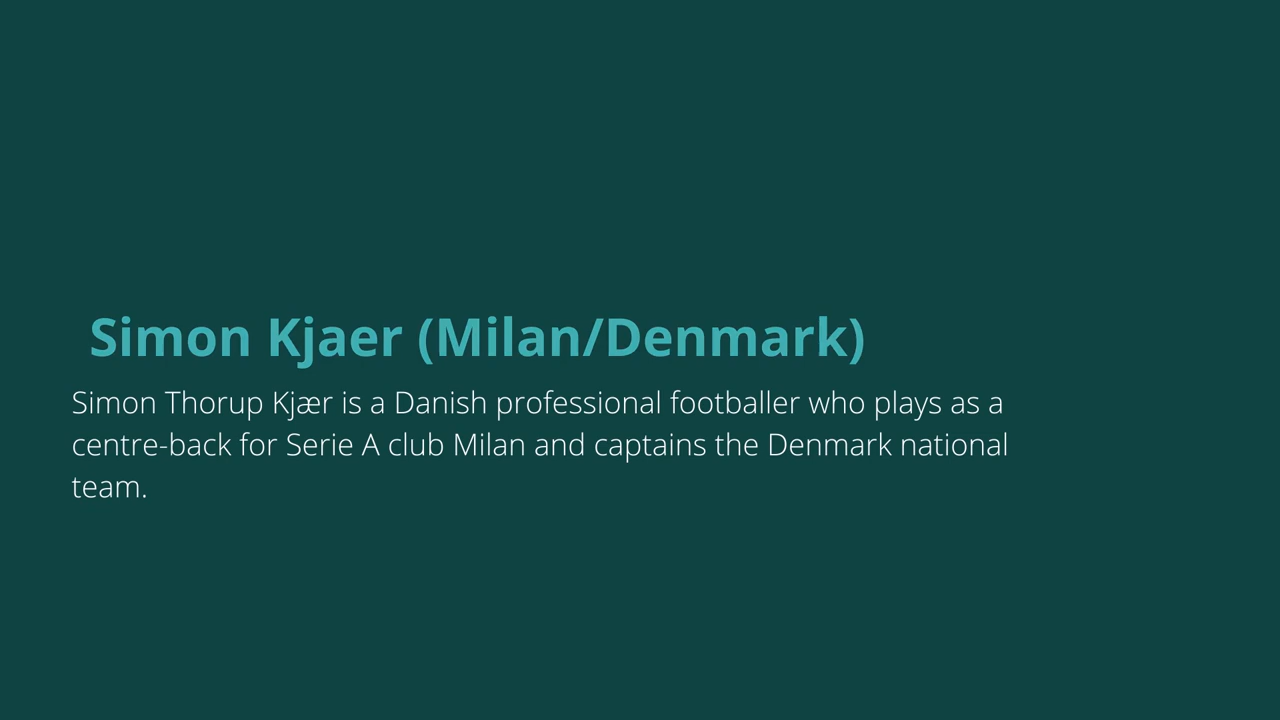 Simon Kjaer (Milan/Denmark)
Simon Thorup Kjær is a Danish professional footballer who plays as a
centre-back for Serie A club Milan and captains the Denmark national
team.